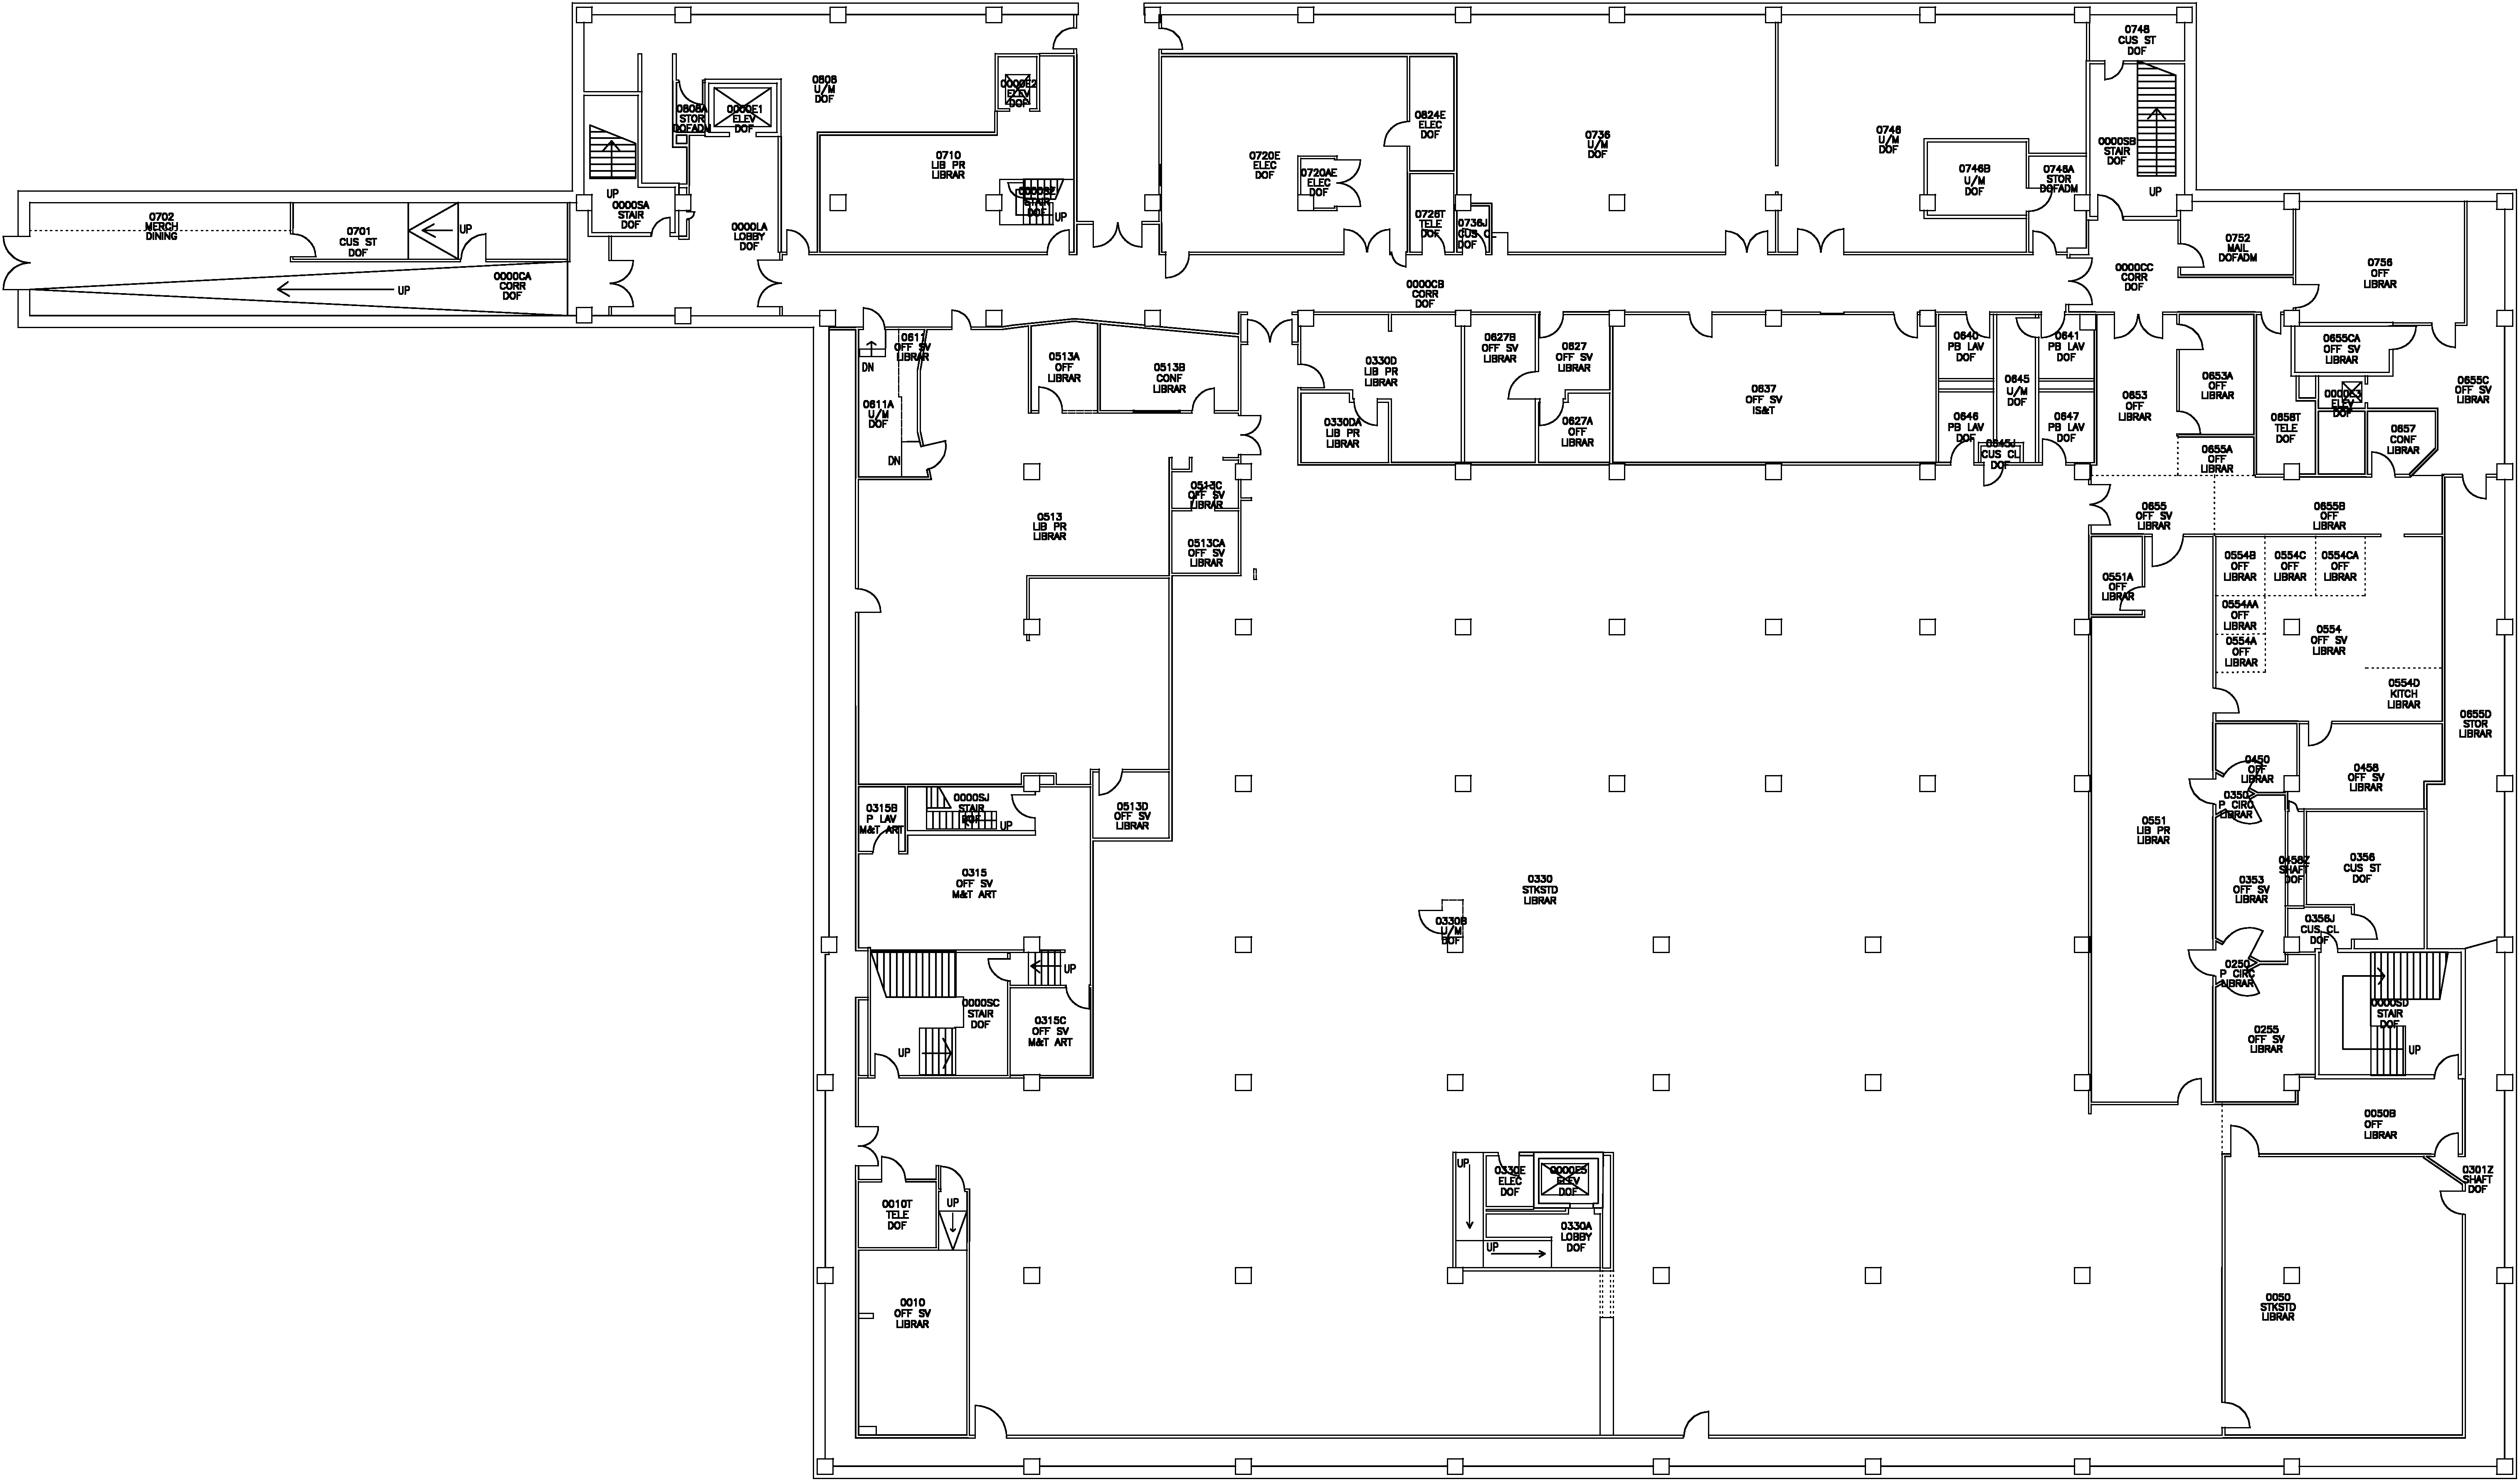 0748
CUS ST
DOF
0808
U/M
DOF
0808A
STOR
DOFADM
0000E1
ELEV
DOF
0000E2
ELEV
DOF
0710
LIB PR
LIBRAR
0720E
ELEC
DOF
0720AE
ELEC
DOF
0824E
ELEC
DOF
0736
U/M
DOF
0746
U/M
DOF
0746B
U/M
DOF
0746A
STOR
DOFADM
0000SB
STAIR
DOF
UP
UP
0000SA
STAIR
DOF
STAIR
DOF
UP
0726T
TELE
DOF
0736J
CUS CL
DOF
0702
MERCH
DINING
0701
CUS ST
DOF
UP
0000LA
LOBBY
DOF
0752
MAIL
DOFADM
0756
OFF
LIBRAR
0000CA
CORR
DOF
UP
0000CB
CORR
DOF
0000CC
CORR
DOF
0611
OFF SV
LIBRAR
DN
0611A
U/M
DOF
DN
0513A
OFF
LIBRAR
0513B
CONF
LIBRAR
0330D
LIB PR
LIBRAR
0330DA
LIB PR
LIBRAR
0627B
OFF SV
LIBRAR
0627
OFF SV
LIBRAR
0627A
OFF
LIBRAR
0637
OFF SV
IS&T
0640
PB LAV
DOF
0641
PB LAV
DOF
0645
U/M
DOF
0646
PB LAV
DOF
0645J
CUS CL
DOF
0647
PB LAV
DOF
0653
OFF
LIBRAR
0653A
OFF
LIBRAR
0655CA
OFF SV
LIBRAR
0655C
OFF SV
LIBRAR
0000E3
ELEV
DOF
0658T
TELE
DOF
0657
CONF
LIBRAR
0655A
OFF
LIBRAR
0513
LIB PR
LIBRAR
0513C
OFF SV
LIBRAR
0513CA
OFF SV
LIBRAR
0655
OFF SV
LIBRAR
0655B
OFF
LIBRAR
0551A
OFF
LIBRAR
0554B
OFF
LIBRAR
0554C
OFF
LIBRAR
0554CA
OFF
LIBRAR
0554AA
OFF
LIBRAR
0554A
OFF
LIBRAR
0554
OFF SV
LIBRAR
0554D
KITCH
LIBRAR
0655D
STOR
LIBRAR
0450
OFF
LIBRAR
0458
OFF SV
LIBRAR
0350
P CIRC
LIBRAR
0551
LIB PR
LIBRAR
0315B
P LAV
M&T ART
0000SJ
STAIR
DOF
UP
0513D
OFF SV
LIBRAR
0315
OFF SV
M&T ART
0330
STKSTD
LIBRAR
0330B
U/M
DOF
0353
OFF SV
LIBRAR
0458Z
SHAFT
DOF
0356
CUS ST
DOF
0356J
CUS CL
DOF
0250
P CIRC
LIBRAR
UP
0000SC
STAIR
DOF
UP
0315C
OFF SV
M&T ART
0255
OFF SV
LIBRAR
0000SD
STAIR
DOF
UP
0050B
OFF
LIBRAR
0301Z
SHAFT
DOF
0010T
TELE
DOF
UP
UP
0330E
ELEC
DOF
0000E5
ELEV
DOF
0330A
LOBBY
DOF
UP
0010
OFF SV
LIBRAR
0050
STKSTD
LIBRAR